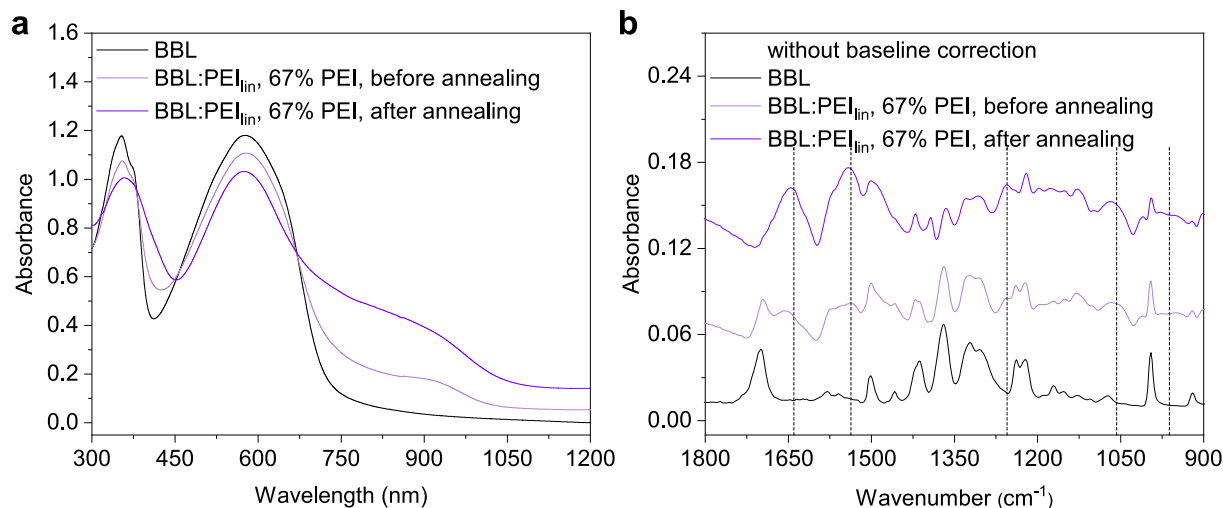 a
1.6
1.4
1.2
1.0
0.8
0.6
0.4
0.2
0.0
Absorbance
BBL
BBL:PEIlin, 67% PEI, before annealing
BBL:PEIlin, 67% PEI, after annealing
300 450 600 750 900 1050 1200
Wavelength (nm)
b
0.24
0.18
0.12
0.06
0.00
Absorbance
without baseline correction
BBL
BBL:PEIlin, 67% PEI, before annealing
BBL:PEIlin, 67% PEI, after annealing
1800 1650 1500 1350 1200 1050 900
Wavenumber (cm⁻¹)